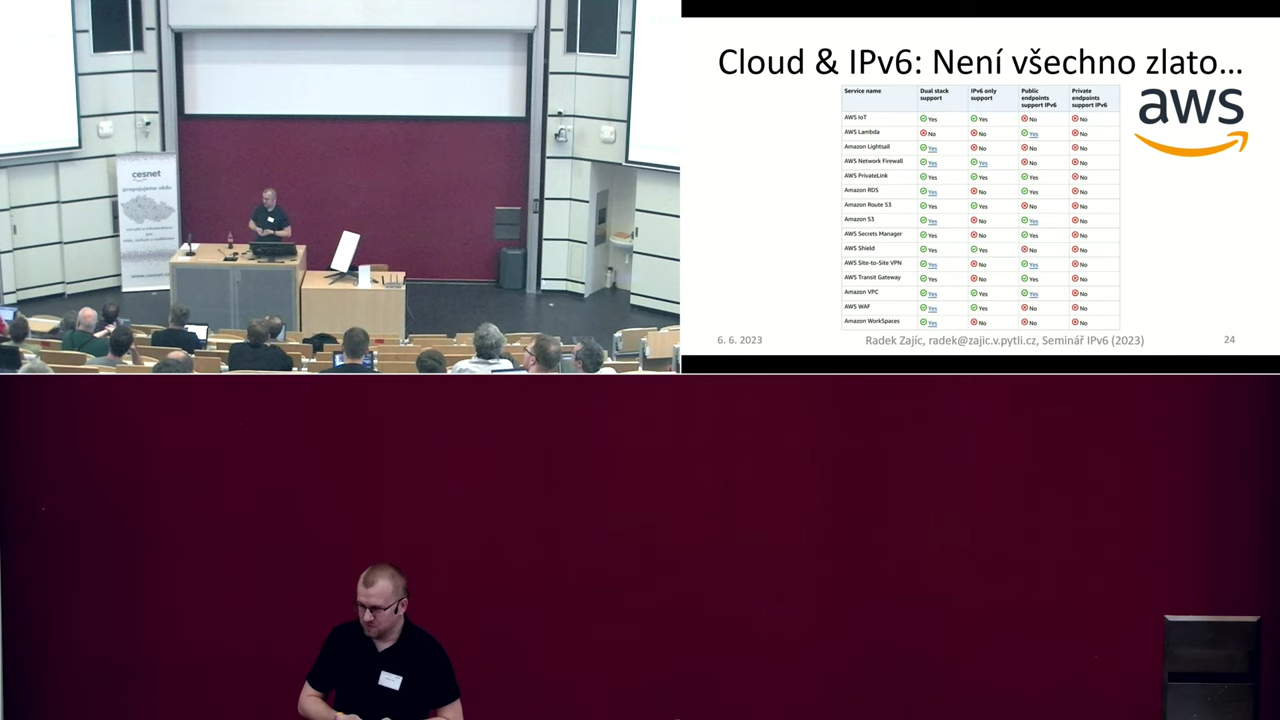 cesnet
propojujeme vědu
www.cesnet.cz
Cloud & IPv6: Není všechno zlato…
aws
Service name Dual stack support IPv6 only support Public endpoints support IPv6 Private endpoints support IPv6
AWS IoT Yes Yes No No
AWS Lambda No No Yes No
Amazon Lightsail Yes No No No
AWS Network Firewall Yes Yes No No
AWS PrivateLink Yes Yes Yes No
Amazon RDS Yes No Yes No
Amazon Route 53 Yes Yes No No
Amazon S3 Yes No Yes No
AWS Secrets Manager Yes No Yes No
AWS Shield Yes Yes No No
AWS Site-to-Site VPN Yes No Yes No
AWS Transit Gateway Yes No Yes No
Amazon VPC Yes Yes Yes No
AWS WAF Yes Yes No No
Amazon WorkSpaces Yes No No No
6. 6. 2023 Radek Zajíc, radek@zajic.v.pytli.cz, Seminář IPv6 (2023) 24